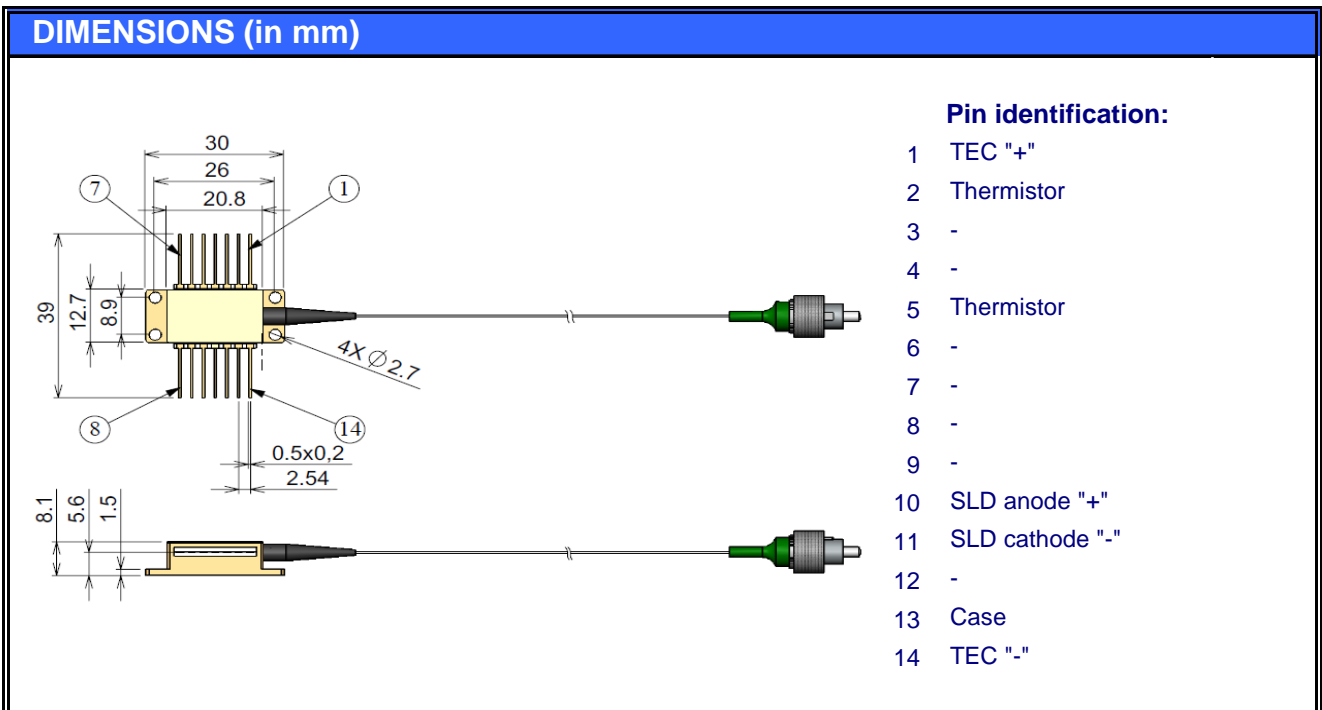 DIMENSIONS (in mm)
30
26
20.8
7
1
39
12.7
8.9
4X ∅2.7
8
14
0.5x0,2
2.54
8.1
5.6
1.5
Pin identification:
1 TEC "+"
2 Thermistor
3 -
4 -
5 Thermistor
6 -
7 -
8 -
9 -
10 SLD anode "+"
11 SLD cathode "-"
12 -
13 Case
14 TEC "-"